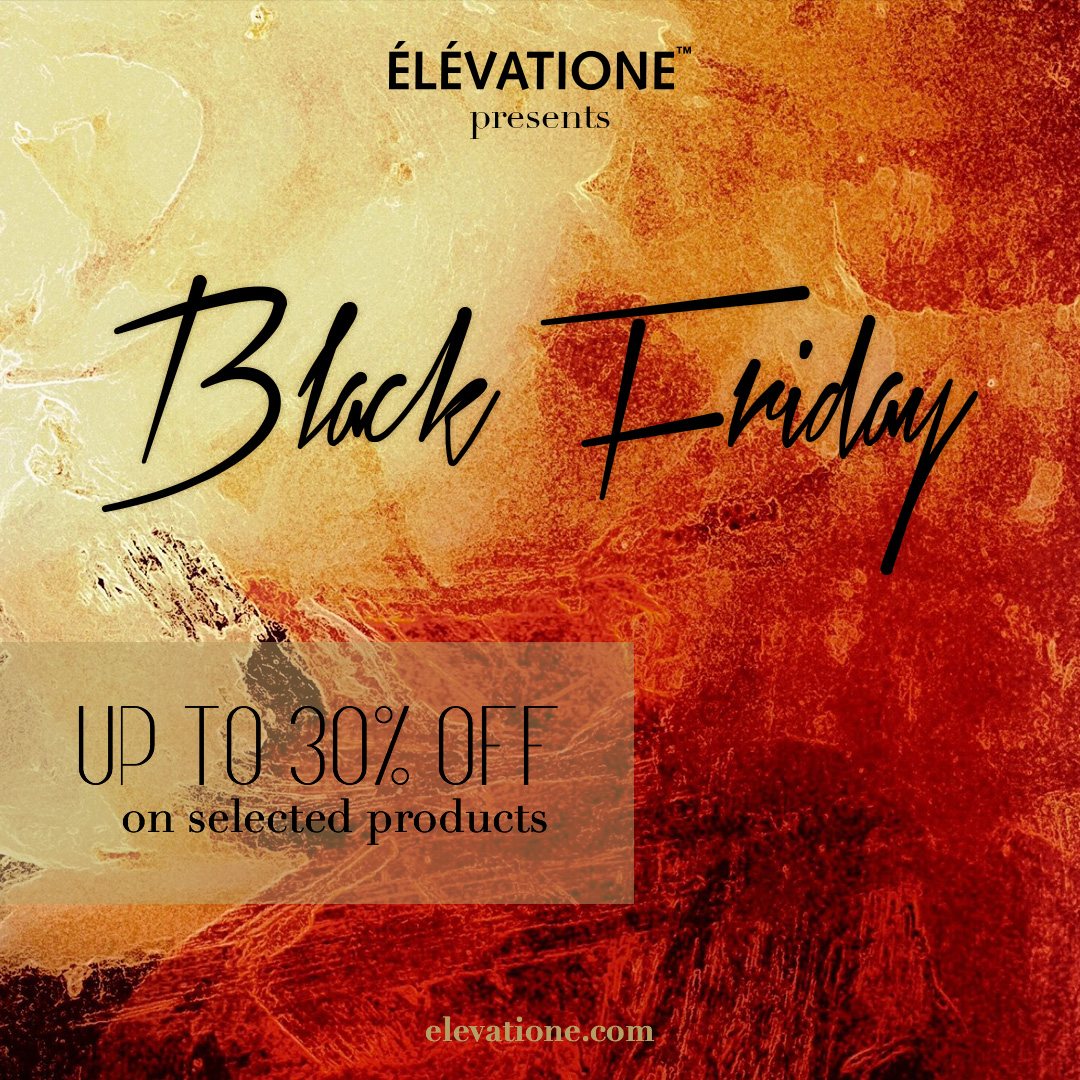 ÉLÉVATIONE™
presents
Black Friday
UP TO 30% OFF
on selected products
elevatione.com